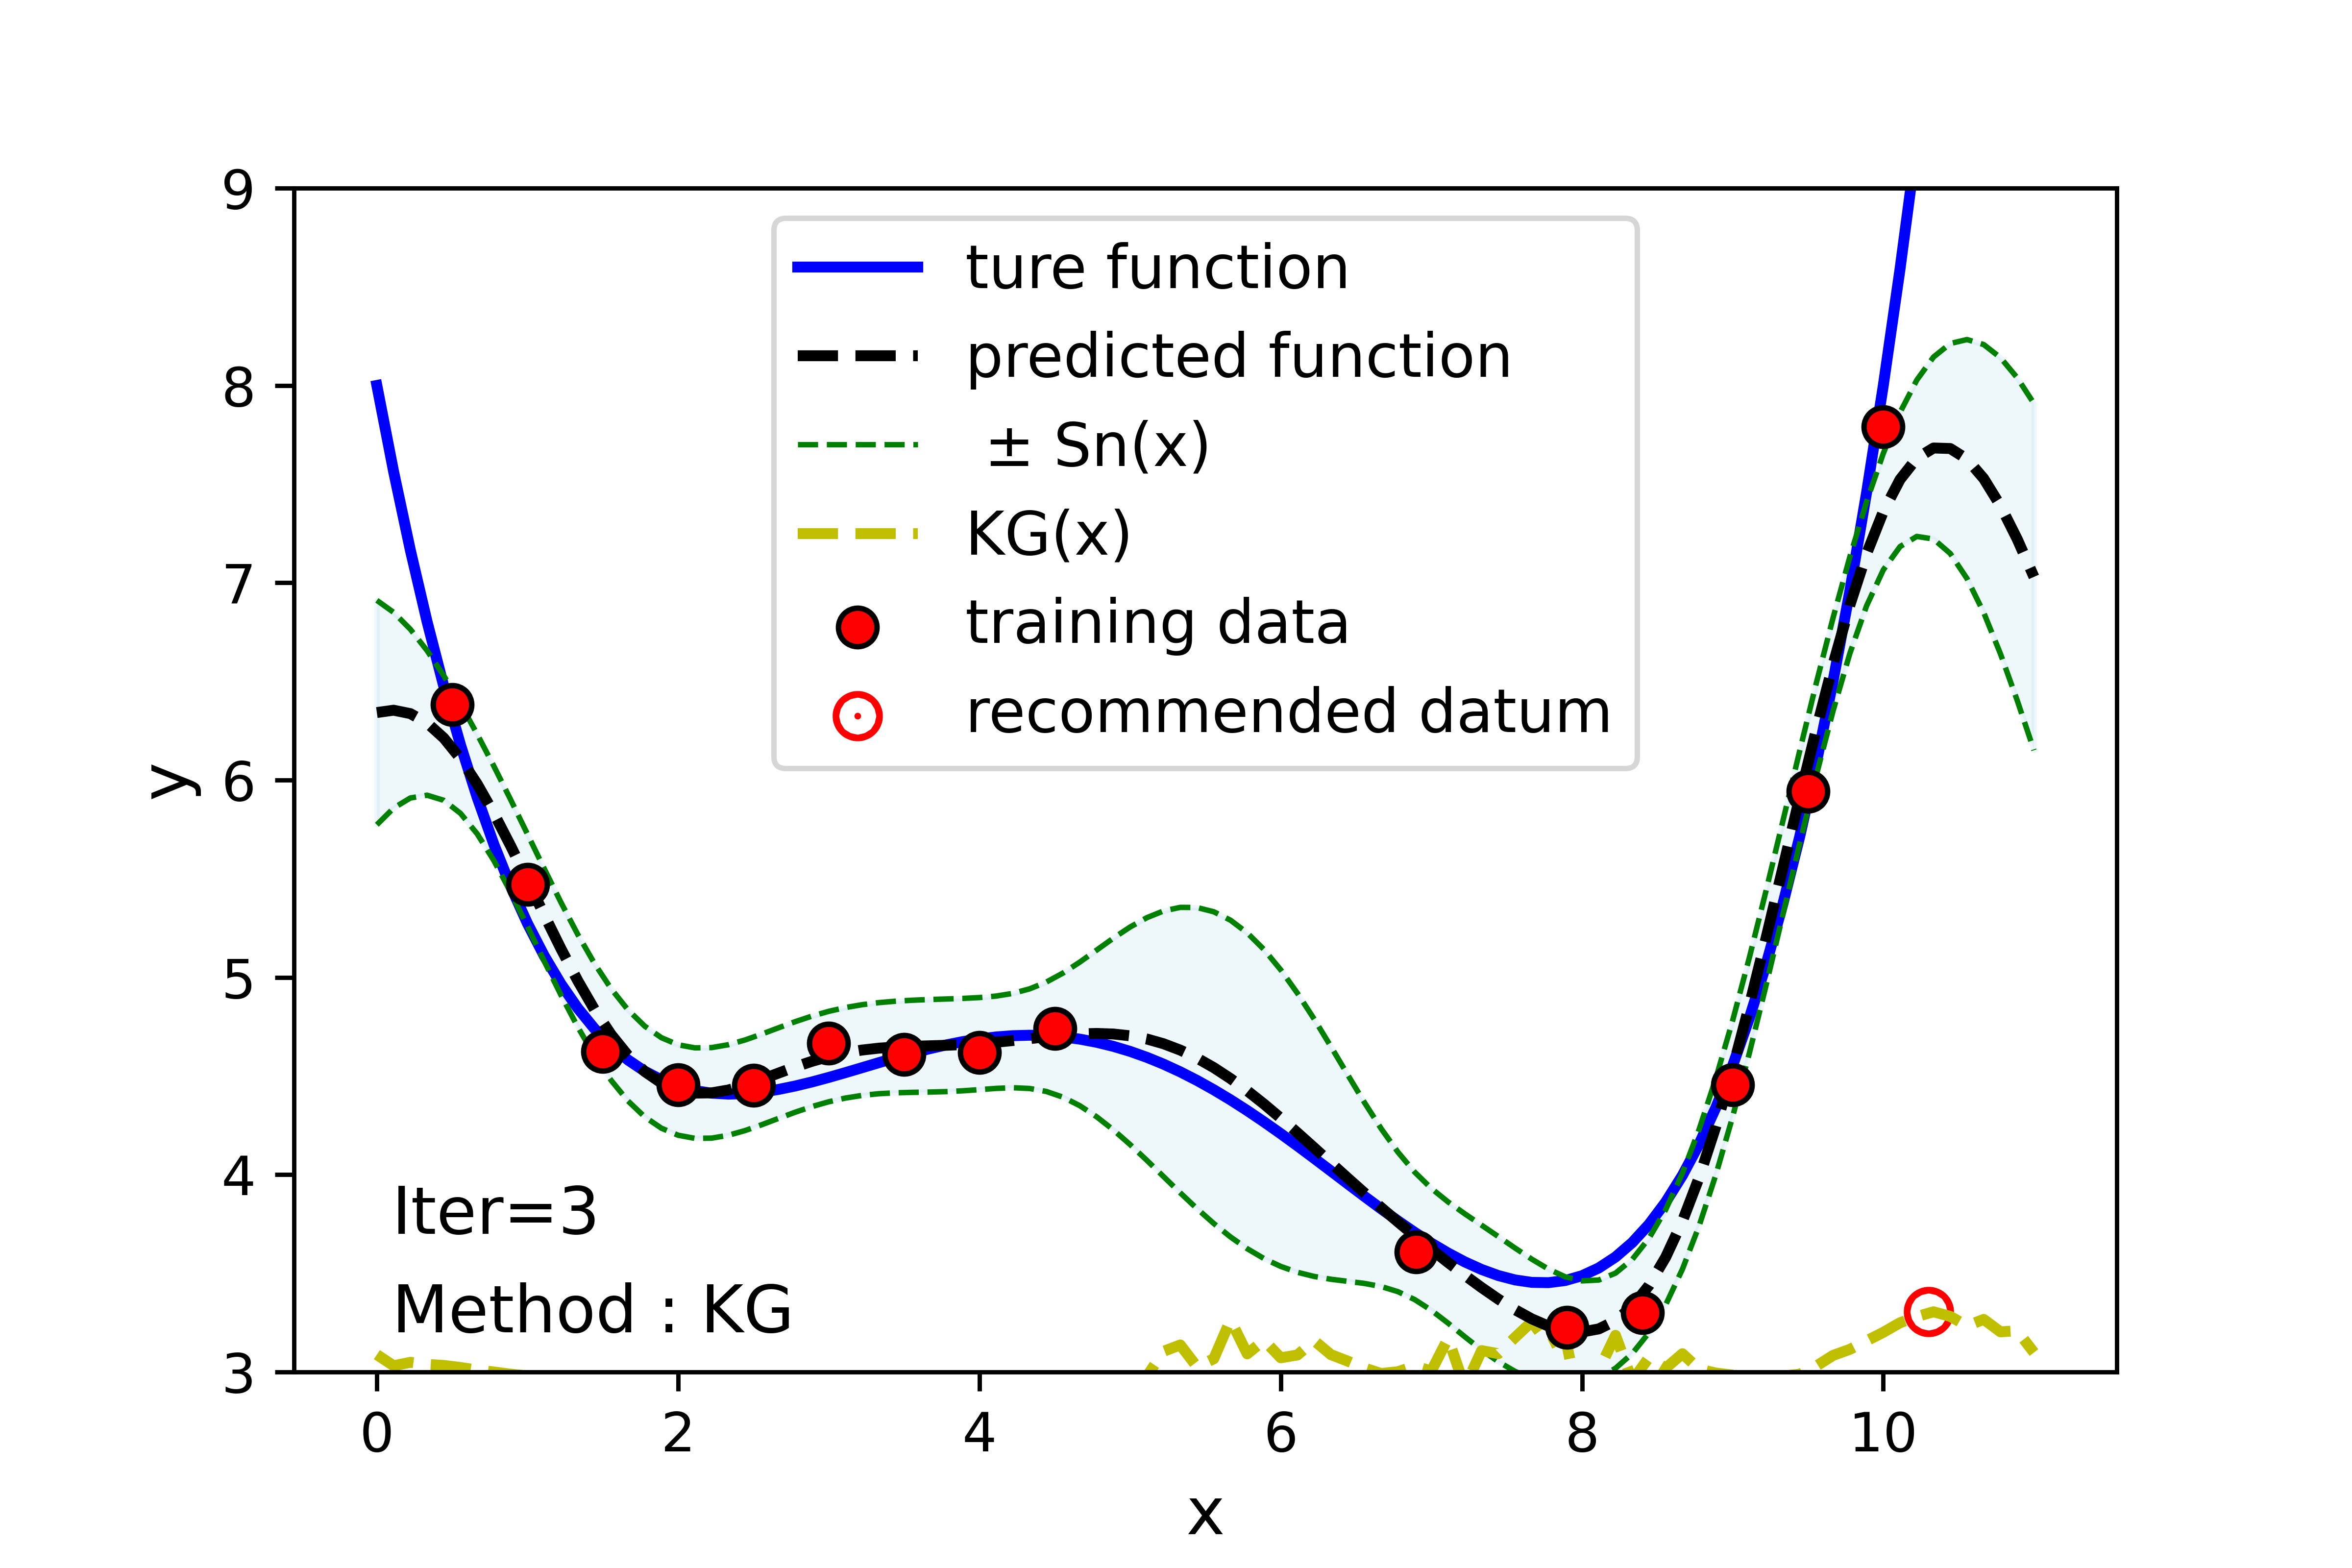 9
8
7
6
5
4
3
y
ture function
predicted function
± Sn(x)
KG(x)
training data
recommended datum
Iter=3
Method : KG
0 2 4 6 8 10
x